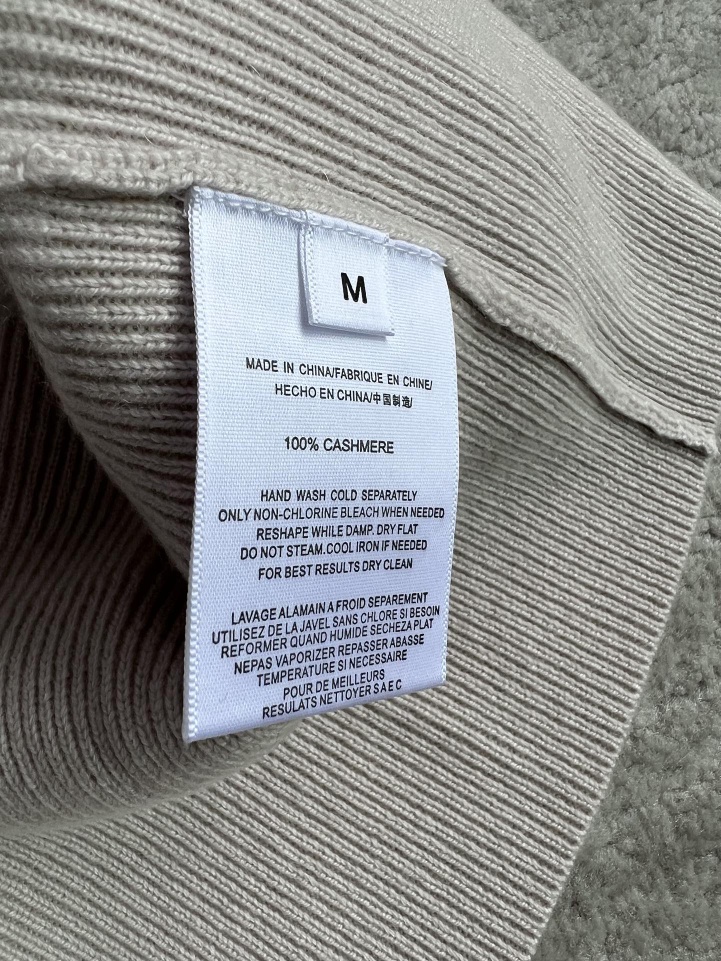 M
MADE IN CHINA/FABRIQUE EN CHINE/
HECHO EN CHINA/中国制造/
100% CASHMERE
HAND WASH COLD SEPARATELY
ONLY NON-CHLORINE BLEACH WHEN NEEDED
RESHAPE WHILE DAMP. DRY FLAT
DO NOT STEAM.COOL IRON IF NEEDED
FOR BEST RESULTS DRY CLEAN
LAVAGE ALAMAIN A FROID SEPAREMENT
UTILISEZ DE LA JAVEL SANS CHLORE SI BESOIN
REFORMER QUAND HUMIDE SECHEZA PLAT
NEPAS VAPORIZER REPASSER ABASSE
TEMPERATURE SI NECESSAIRE
POUR DE MEILLEURS
RESULATS NETTOYER S A E C